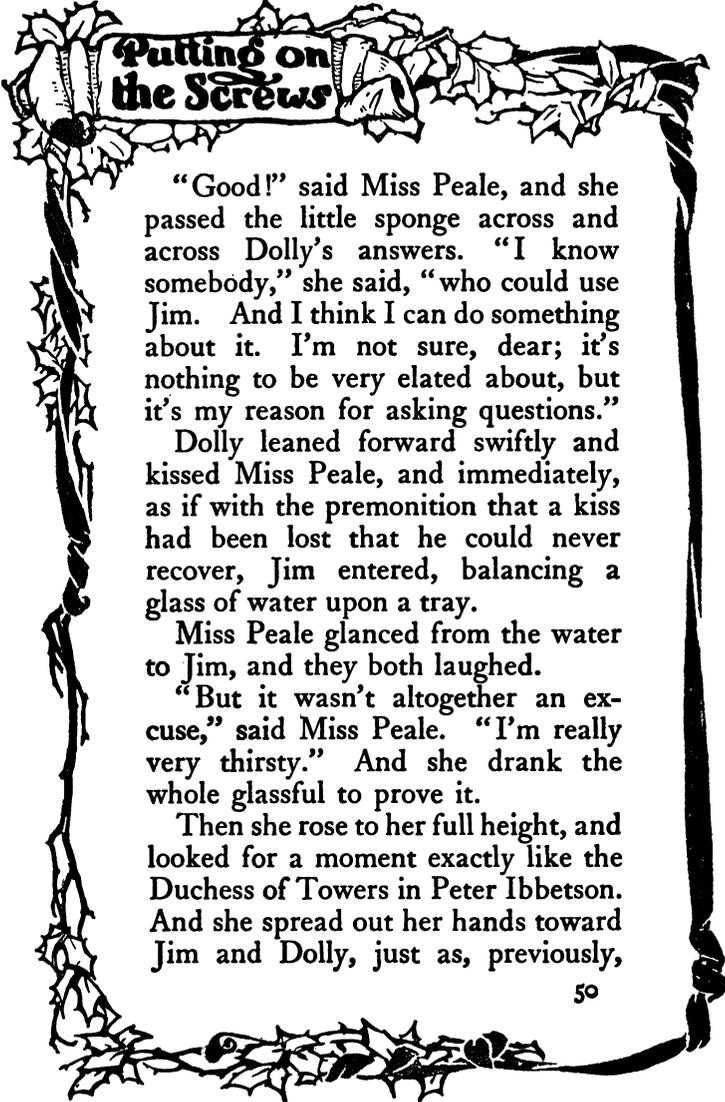 Putting on
the Screws
“Good!” said Miss Peale, and she
passed the little sponge across and
across Dolly’s answers. “I know
somebody,” she said, “who could use
Jim. And I think I can do something
about it. I’m not sure, dear; it’s
nothing to be very elated about, but
it’s my reason for asking questions.”
Dolly leaned forward swiftly and
kissed Miss Peale, and immediately,
as if with the premonition that a kiss
had been lost that he could never
recover, Jim entered, balancing a
glass of water upon a tray.
Miss Peale glanced from the water
to Jim, and they both laughed.
“But it wasn’t altogether an ex-
cuse,” said Miss Peale. “I’m really
very thirsty.” And she drank the
whole glassful to prove it.
Then she rose to her full height, and
looked for a moment exactly like the
Duchess of Towers in Peter Ibbetson.
And she spread out her hands toward
Jim and Dolly, just as, previously,
50